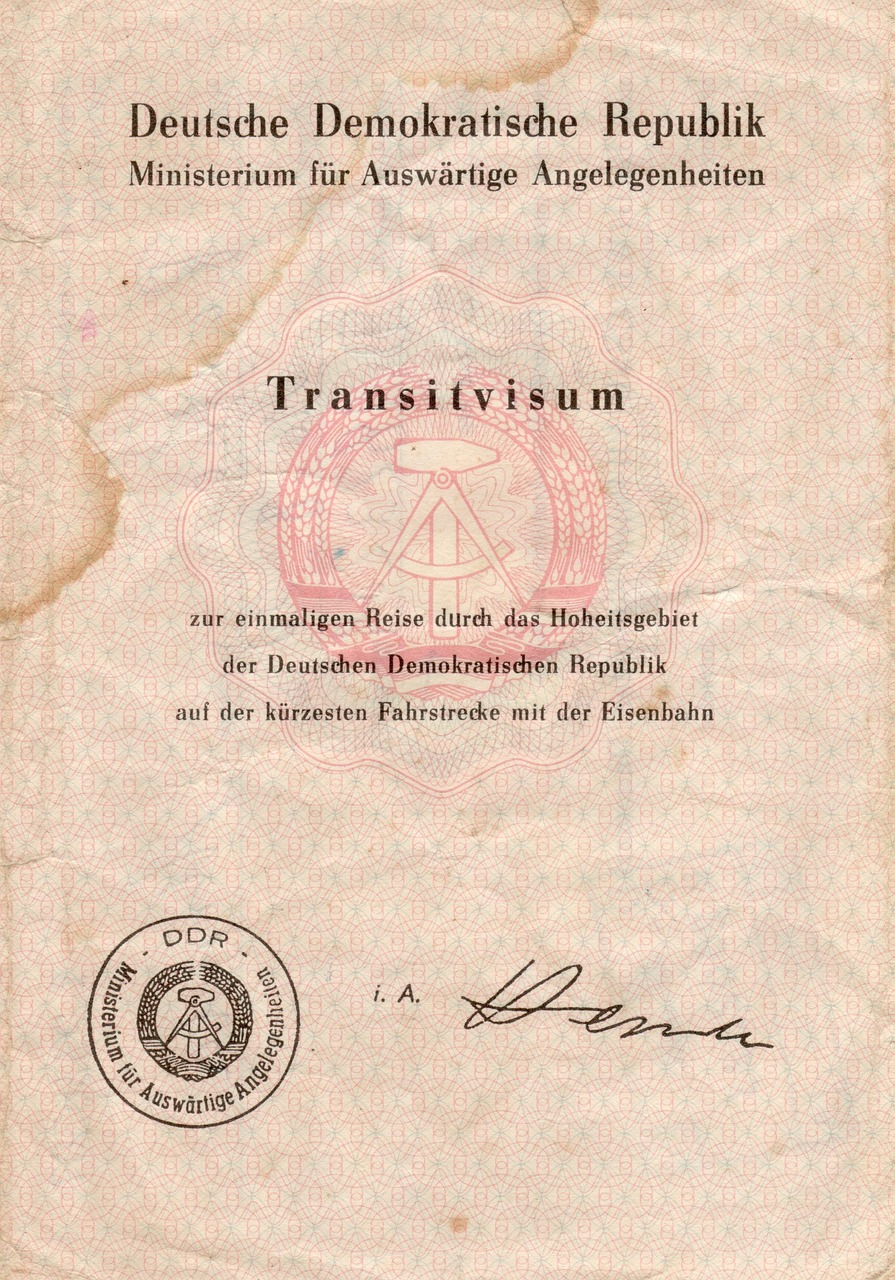 Deutsche Demokratische Republik
Ministerium für Auswärtige Angelegenheiten
Transitvisum
zur einmaligen Reise durch das Hoheitsgebiet
der Deutschen Demokratischen Republik
auf der kürzesten Fahrstrecke mit der Eisenbahn
- DDR -
Ministerium für Auswärtige Angelegenheiten
i. A.